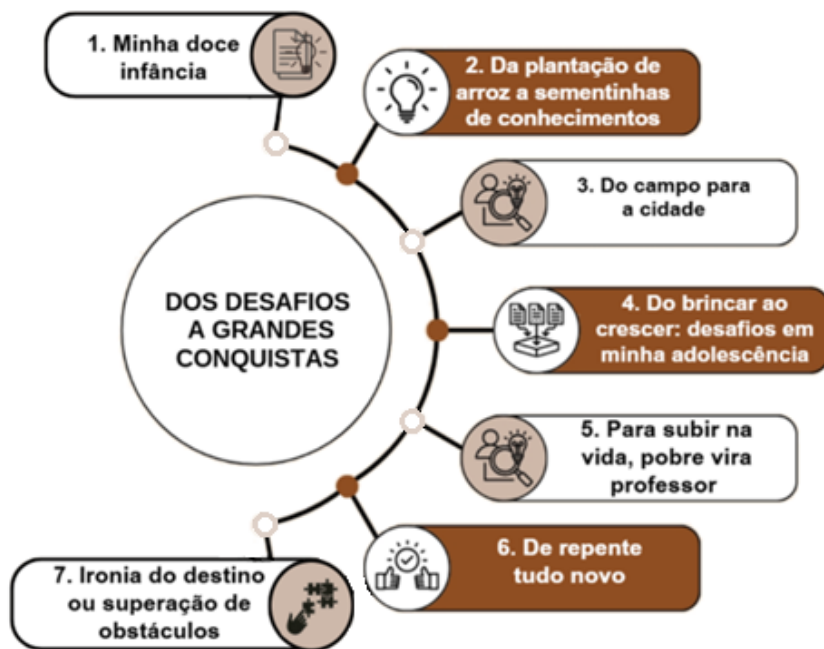 1. Minha doce
infância
2. Da plantação de
arroz a sementinhas
de conhecimentos
3. Do campo para
a cidade
DOS DESAFIOS
A GRANDES
CONQUISTAS
4. Do brincar ao
crescer: desafios em
minha adolescência
5. Para subir na
vida, pobre vira
professor
6. De repente
tudo novo
7. Ironia do destino
ou superação de
obstáculos